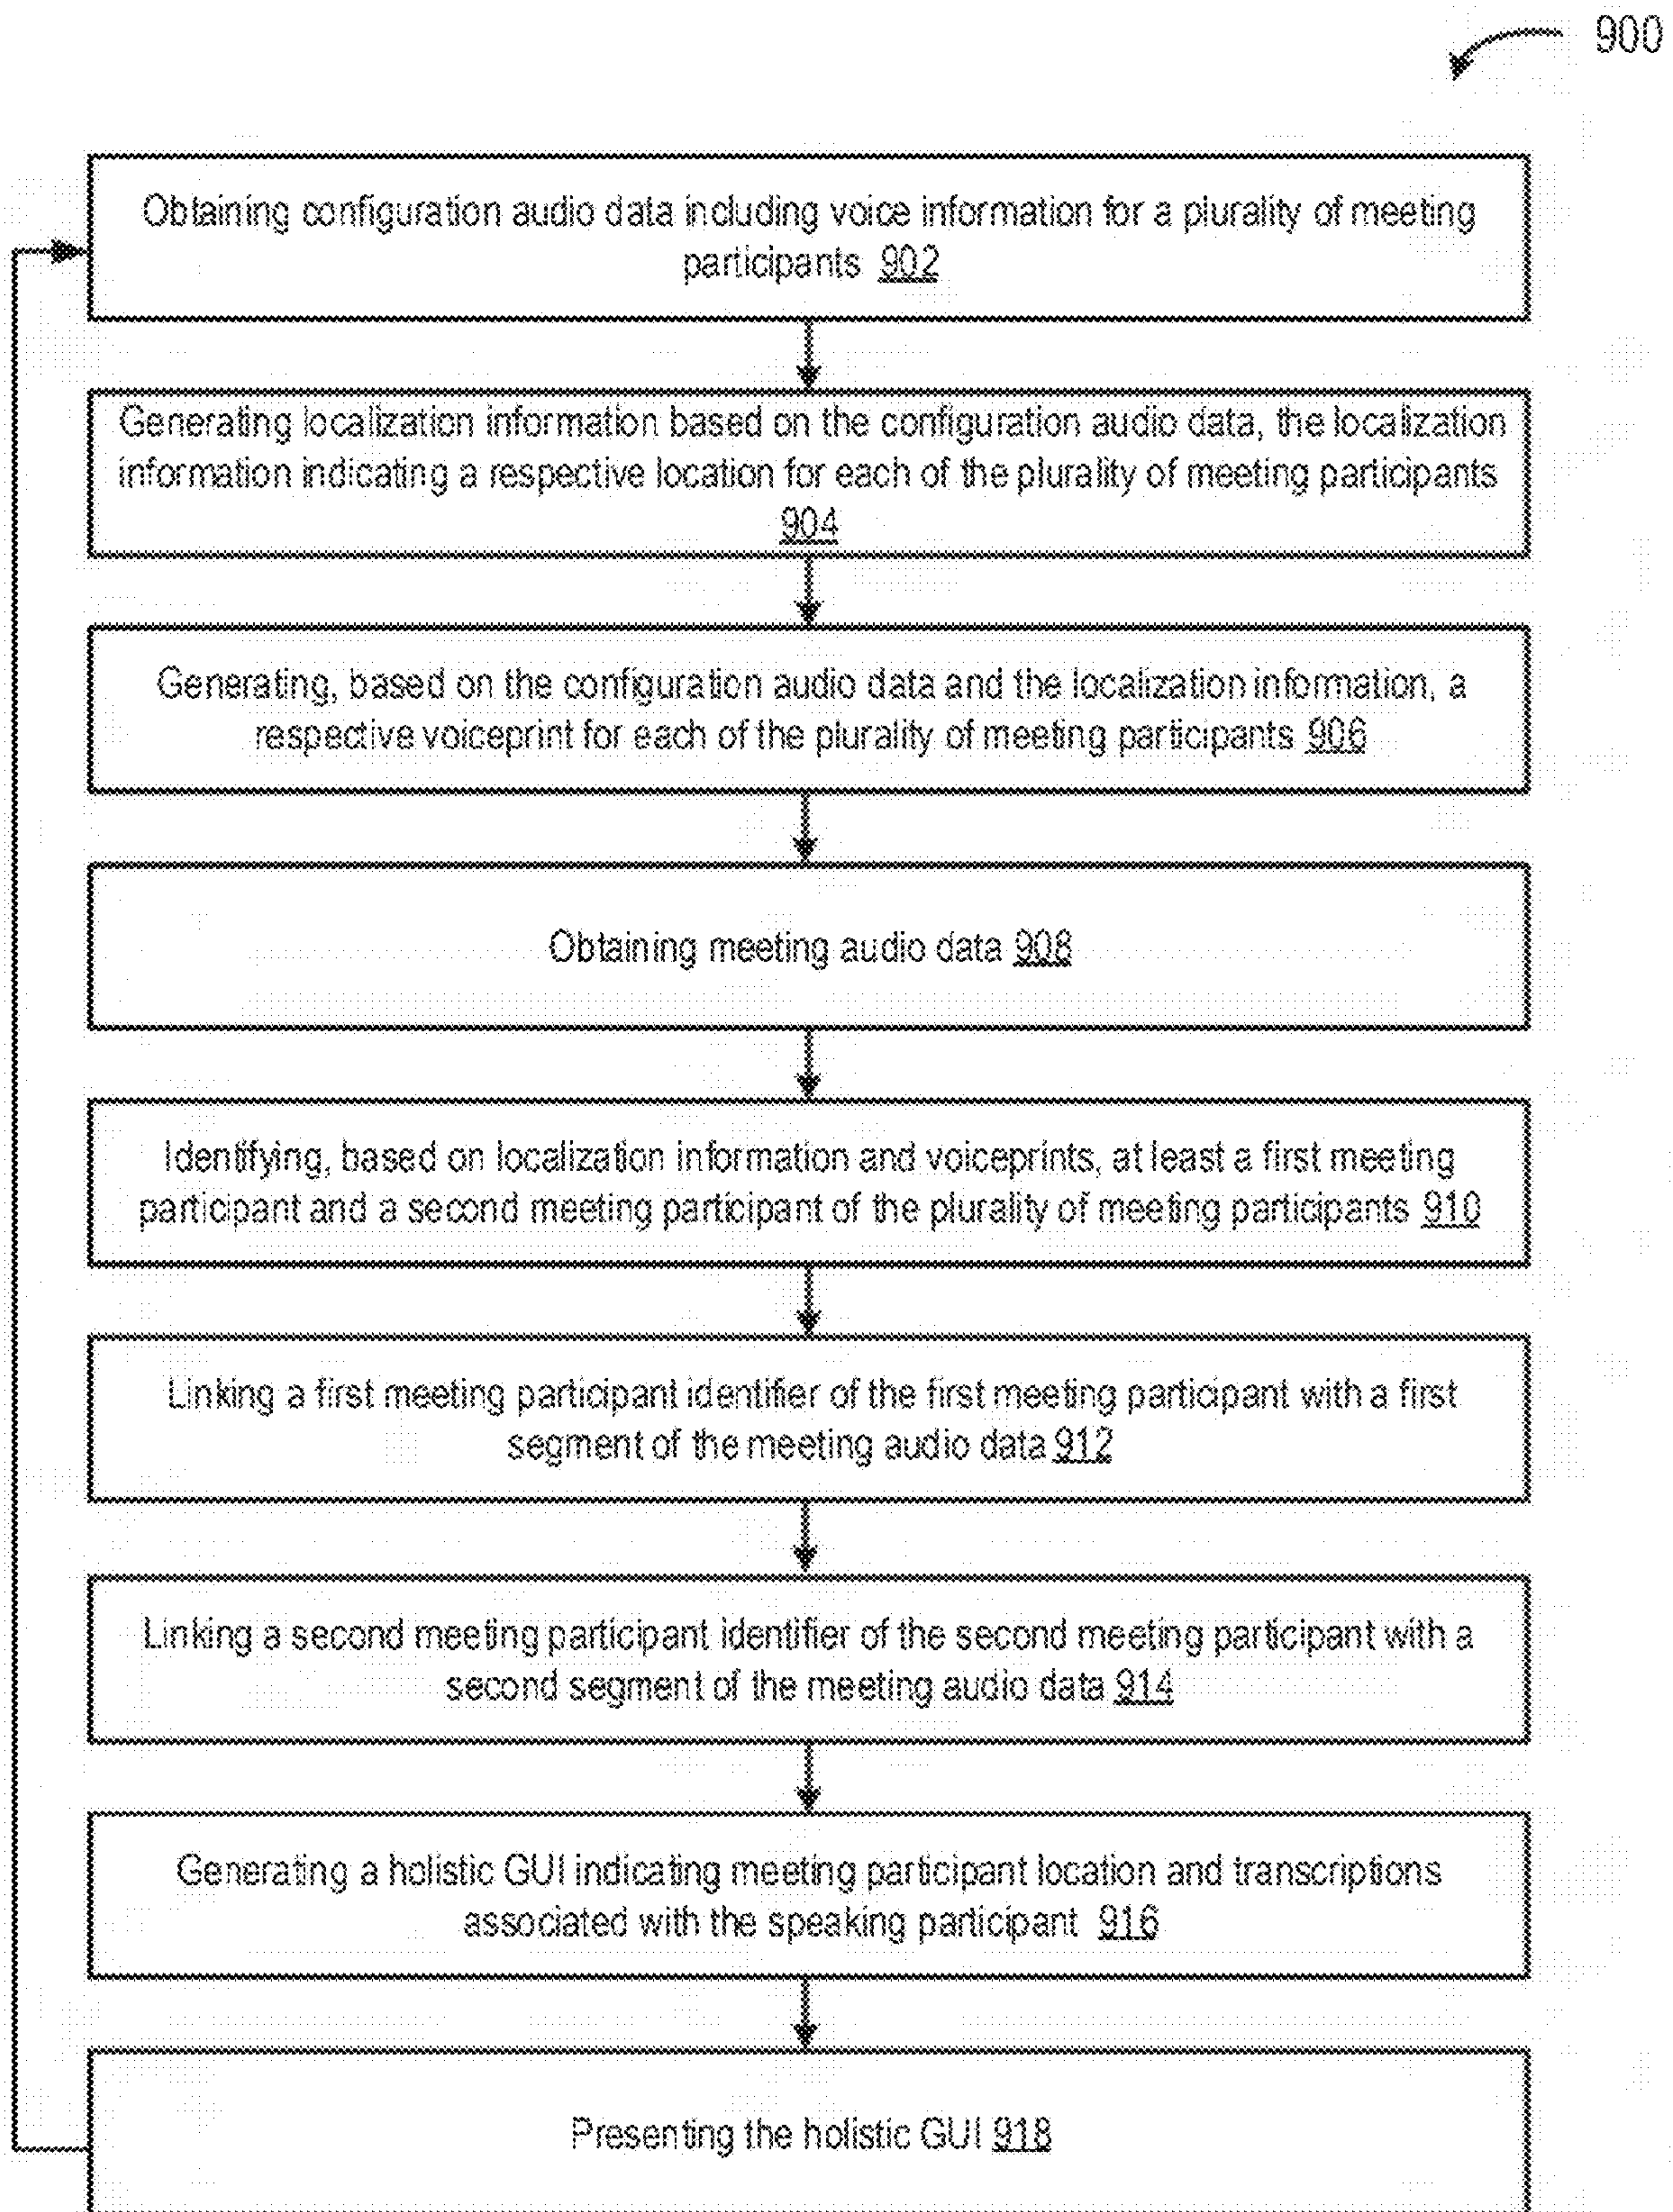 900
Obtaining configuration audio data including voice information for a plurality of meeting
participants 902
Generating localization information based on the configuration audio data, the localization
information indicating a respective location for each of the plurality of meeting participants
904
Generating, based on the configuration audio data and the localization information, a
respective voiceprint for each of the plurality of meeting participants 906
Obtaining meeting audio data 908
Identifying, based on localization information and voiceprints, at least a first meeting
participant and a second meeting participant of the plurality of meeting participants 910
Linking a first meeting participant identifier of the first meeting participant with a first
segment of the meeting audio data 912
Linking a second meeting participant identifier of the second meeting participant with a
second segment of the meeting audio data 914
Generating a holistic GUI indicating meeting participant location and transcriptions
associated with the speaking participant 916
Presenting the holistic GUI 918